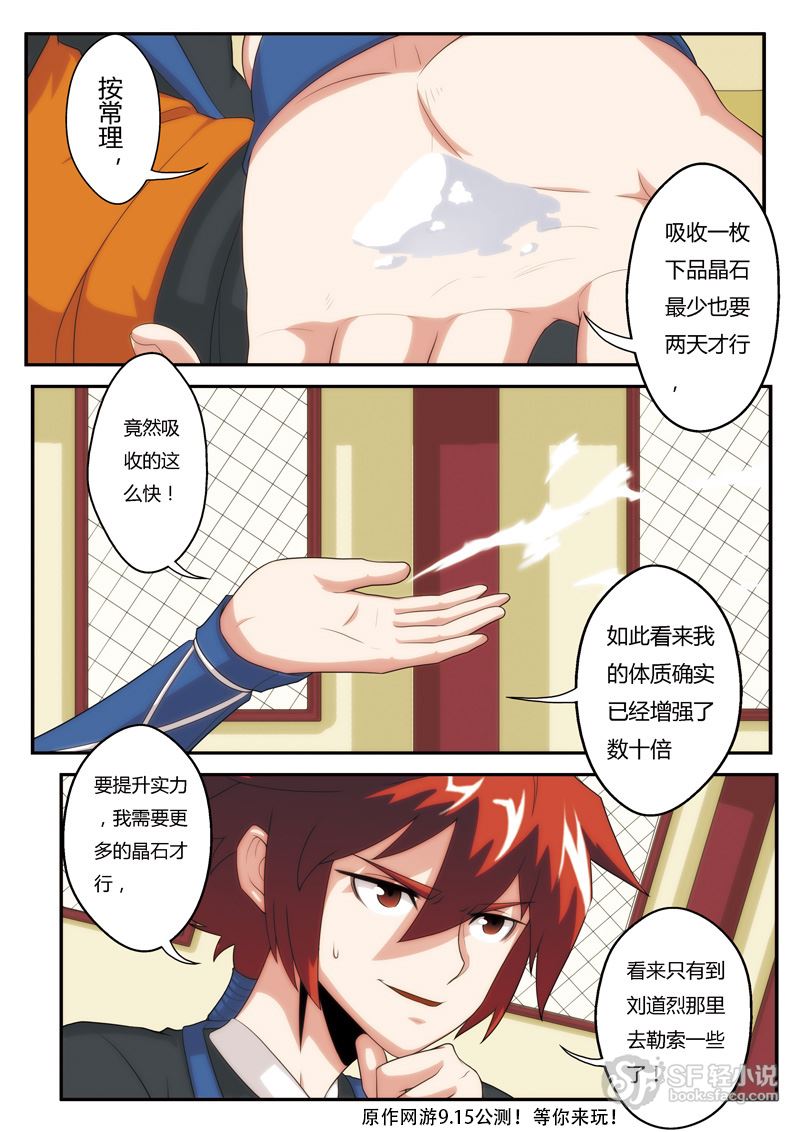 按常理，
吸收一枚
下品晶石
最少也要
两天才行
，
竟然吸
收的这
么快！
如此看来我
的体质确实
已经增强了
数十倍
要提升实力
，我需要更
多的晶石才
行，
看来只有到
刘道烈那里
去勒索一些
了！
SF轻小说
book.sfacg.com
原作网游9.15公测！等你来玩！